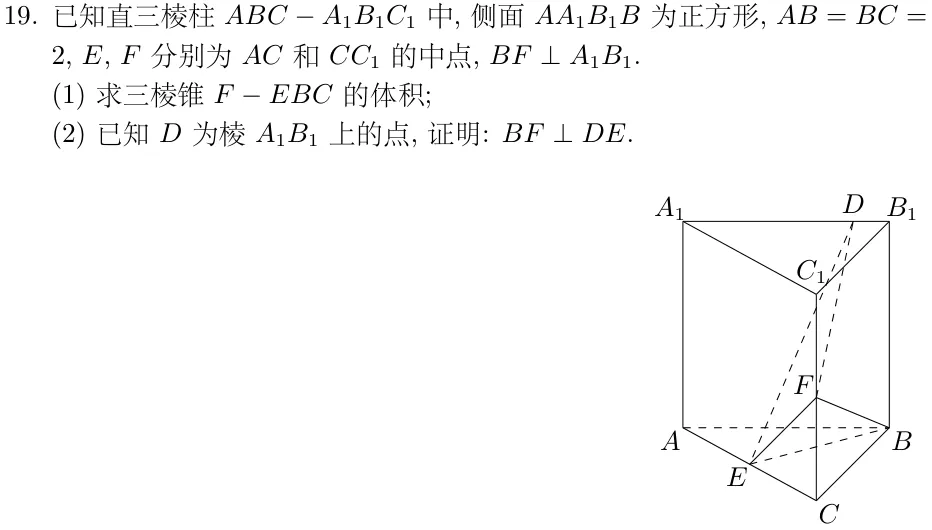 19. 已知直三棱柱 ABC − A₁B₁C₁ 中, 侧面 AA₁B₁B 为正方形, AB = BC =
2, E, F 分别为 AC 和 CC₁ 的中点, BF ⊥ A₁B₁.
(1) 求三棱锥 F − EBC 的体积;
(2) 已知 D 为棱 A₁B₁ 上的点, 证明: BF ⊥ DE.
A₁
D
B₁
C₁
F
A
B
E
C